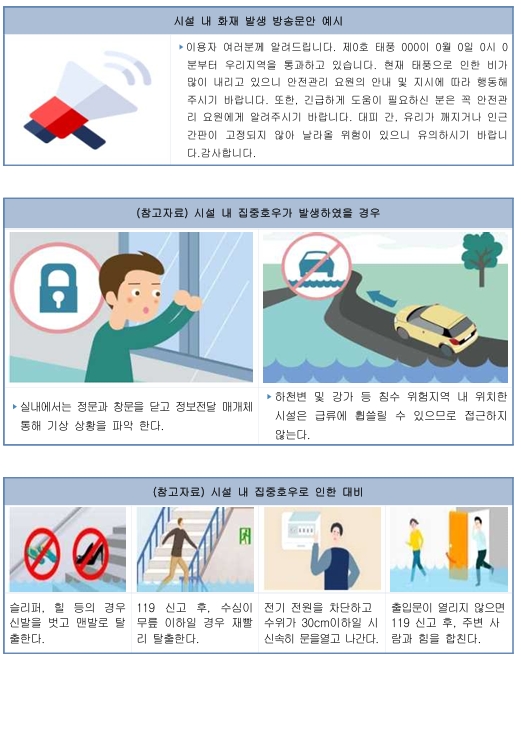 시설 내 화재 발생 방송문안 예시
▸이용자 여러분께 알려드립니다. 제0호 태풍 000이 0월 0일 0시 0
분부터 우리지역을 통과하고 있습니다. 현재 태풍으로 인한 비가
많이 내리고 있으니 안전관리 요원의 안내 및 지시에 따라 행동해
주시기 바랍니다. 또한, 긴급하게 도움이 필요하신 분은 꼭 안전관
리 요원에게 알려주시기 바랍니다. 대피 간, 유리가 깨지거나 인근
간판이 고정되지 않아 날라올 위험이 있으니 유의하시기 바랍니
다.감사합니다.
(참고자료) 시설 내 집중호우가 발생하였을 경우
▸실내에서는 정문과 창문을 닫고 정보전달 매개체
통해 기상 상황을 파악 한다.
▸하천변 및 강가 등 침수 위험지역 내 위치한
시설은 급류에 휩쓸릴 수 있으므로 접근하지
않는다.
(참고자료) 시설 내 집중호우로 인한 대비
슬리퍼, 힐 등의 경우
신발을 벗고 맨발로 탈
출한다.
119 신고 후, 수심이
무릎 이하일 경우 재빨
리 탈출한다.
전기 전원을 차단하고
수위가 30cm이하일 시
신속히 문을열고 나간다.
출입문이 열리지 않으면
119 신고 후, 주변 사
람과 힘을 합친다.